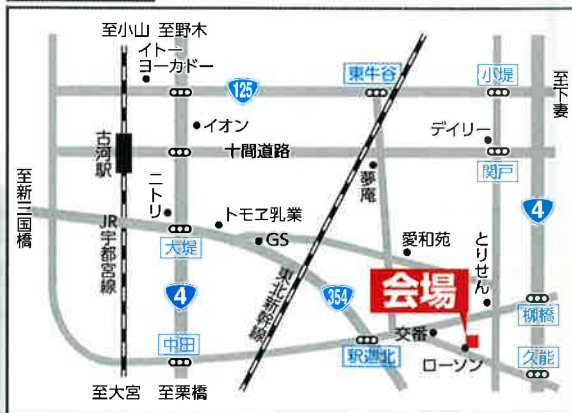 至小山 至野木
イトー
ヨーカドー
125
東牛谷
小堤
至下妻
イオン
デイリー
古河駅
十間道路
関戸
夢庵
至新三国橋
ニトリ
4
トモヱ乳業
JR宇都宮線
大堤
GS
愛和苑
とりせん
東北新幹線
4
354
会場
柳橋
中田
釈迦北
交番
ローソン
久能
至大宮 至栗橋